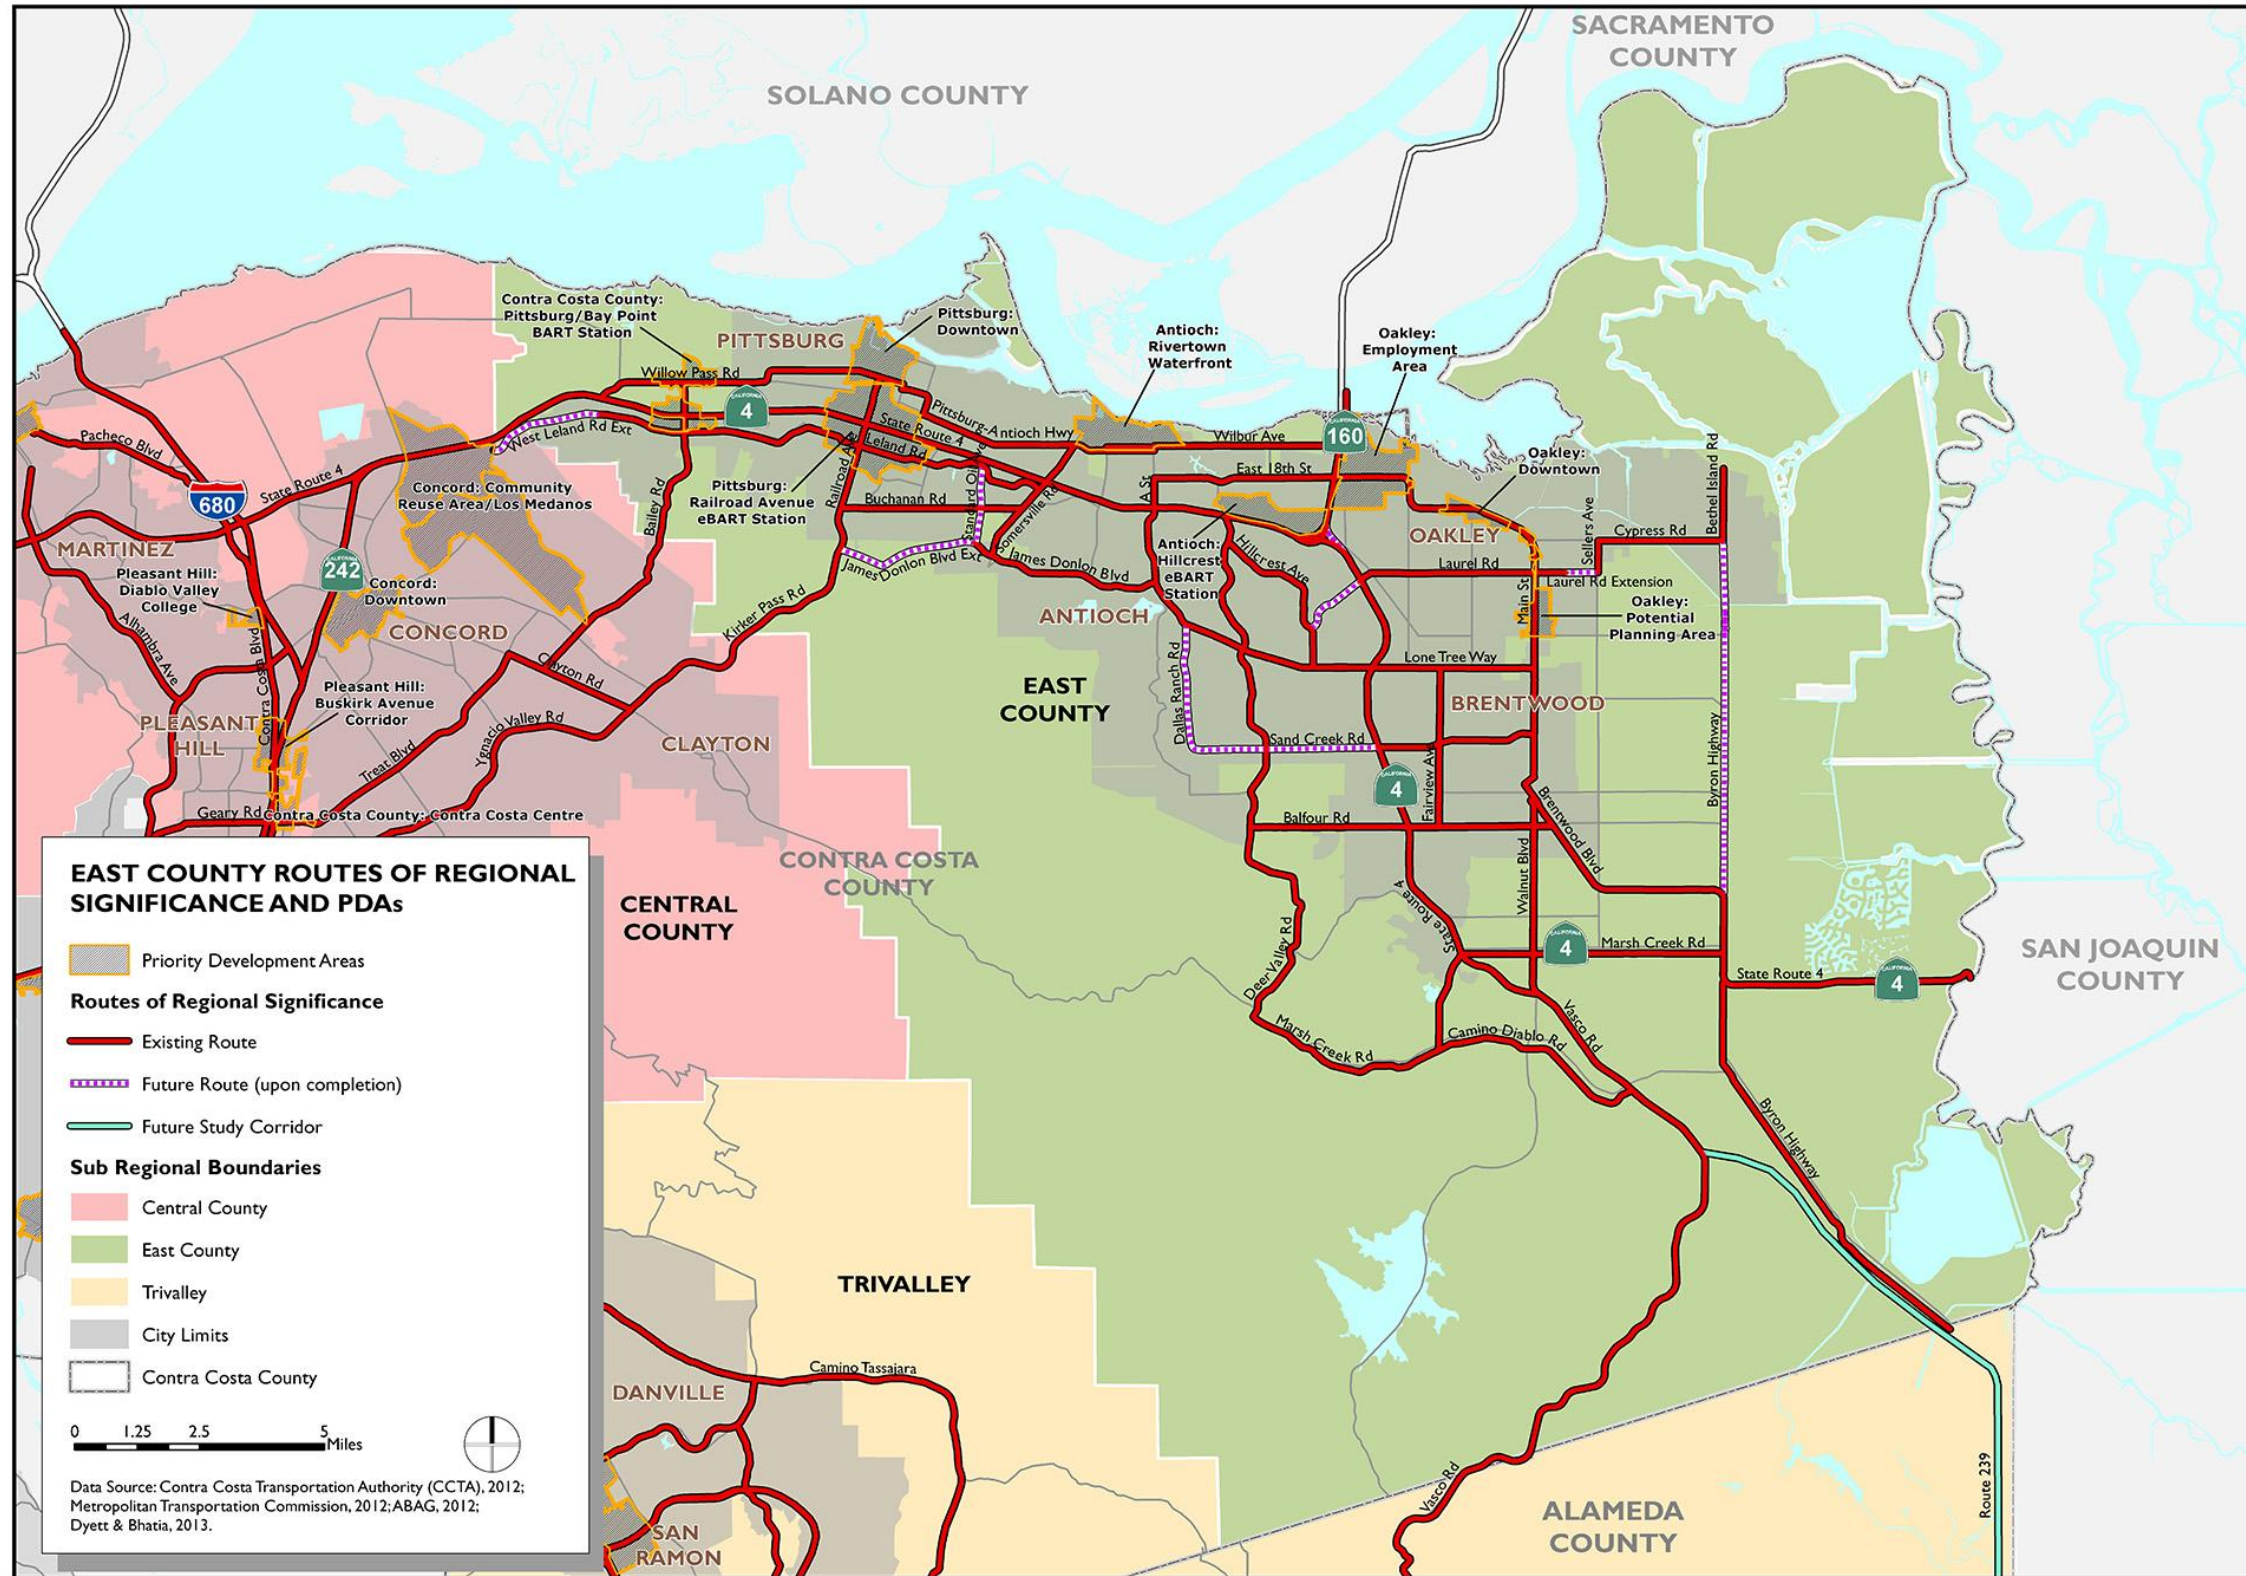 SACRAMENTO
COUNTY
SOLANO COUNTY
Contra Costa County:
Pittsburg/Bay Point
BART Station
PITTSBURG
Pittsburg:
Downtown
Antioch:
Rivertown
Waterfront
Oakley:
Employment
Area
Willow Pass Rd
CALIFORNIA
4
Pittsburg-Antioch Hwy
State Route 4
Leland Rd
West Leland Rd Ext
Wilbur Ave
CALIFORNIA
160
Oakley:
Downtown
East 18th St
Pacheco Blvd
680
State Route 4
Concord: Community
Reuse Area/Los Medanos
Bailey Rd
Pittsburg:
Railroad Avenue
eBART Station
Railroad Ave
Buchanan Rd
Standard Oil Ave
Somersville Rd
A St
Sellers Ave
Bethel Island Rd
Cypress Rd
OAKLEY
MARTINEZ
Pleasant Hill:
Diablo Valley
College
CALIFORNIA
242
Concord:
Downtown
CONCORD
James Donlon Blvd Ext
James Donlon Blvd
Antioch:
Hillcrest
eBART
Station
Hillcrest Ave
Laurel Rd
Laurel Rd Extension
Main St
Oakley:
Potential
Planning Area
ANTIOCH
Kirker Pass Rd
Alhambra Ave
Contra Costa Blvd
Clayton Rd
Lone Tree Way
Dallas Ranch Rd
EAST
COUNTY
BRENTWOOD
Pleasant Hill:
Buskirk Avenue
Corridor
PLEASANT
HILL
Treat Blvd
Ygnacio Valley Rd
CLAYTON
Sand Creek Rd
CALIFORNIA
4
Fairview Ave
Byron Highway
Geary Rd
Contra Costa County: Contra Costa Centre
Balfour Rd
Brentwood Blvd
Walnut Blvd
CONTRA COSTA
COUNTY
CENTRAL
COUNTY
State Route 4
Deer Valley Rd
CALIFORNIA
4
Marsh Creek Rd
State Route 4
CALIFORNIA
4
SAN JOAQUIN
COUNTY
Marsh Creek Rd
Camino Diablo Rd
Vasco Rd
Byron Highway
TRIVALLEY
Camino Tassajara
DANVILLE
SAN
RAMON
Vasco Rd
ALAMEDA
COUNTY
Route 239
EAST COUNTY ROUTES OF REGIONAL
SIGNIFICANCE AND PDAs
Priority Development Areas
Routes of Regional Significance
Existing Route
Future Route (upon completion)
Future Study Corridor
Sub Regional Boundaries
Central County
East County
Trivalley
City Limits
Contra Costa County
0 1.25 2.5 5
Miles
Data Source: Contra Costa Transportation Authority (CCTA), 2012;
Metropolitan Transportation Commission, 2012; ABAG, 2012;
Dyett & Bhatia, 2013.